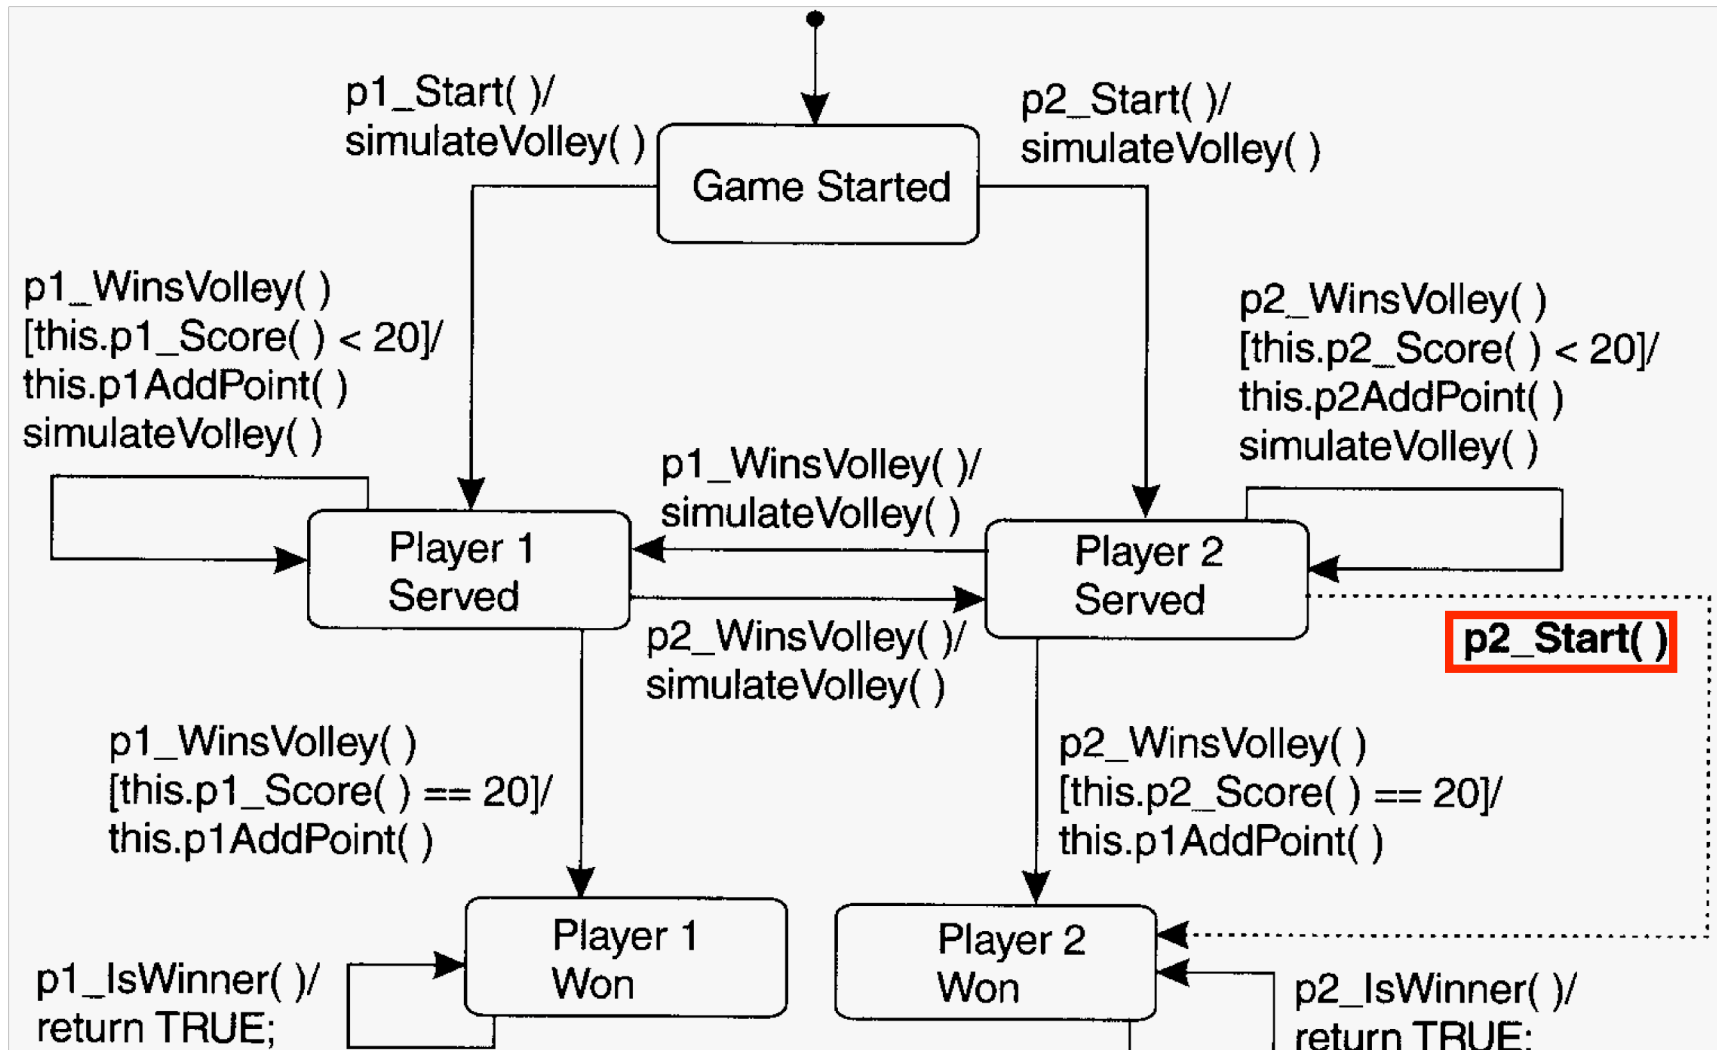 p1_Start( )/
simulateVolley( )
p2_Start( )/
simulateVolley( )
Game Started
p1_WinsVolley( )
[this.p1_Score( ) < 20]/
this.p1AddPoint( )
simulateVolley( )
p2_WinsVolley( )
[this.p2_Score( ) < 20]/
this.p2AddPoint( )
simulateVolley( )
p1_WinsVolley( )/
simulateVolley( )
Player 1
Served
Player 2
Served
p2_WinsVolley( )/
simulateVolley( )
p2_Start( )
p1_WinsVolley( )
[this.p1_Score( ) == 20]/
this.p1AddPoint( )
p2_WinsVolley( )
[this.p2_Score( ) == 20]/
this.p1AddPoint( )
Player 1
Won
Player 2
Won
p1_IsWinner( )/
return TRUE;
p2_IsWinner( )/
return TRUE;